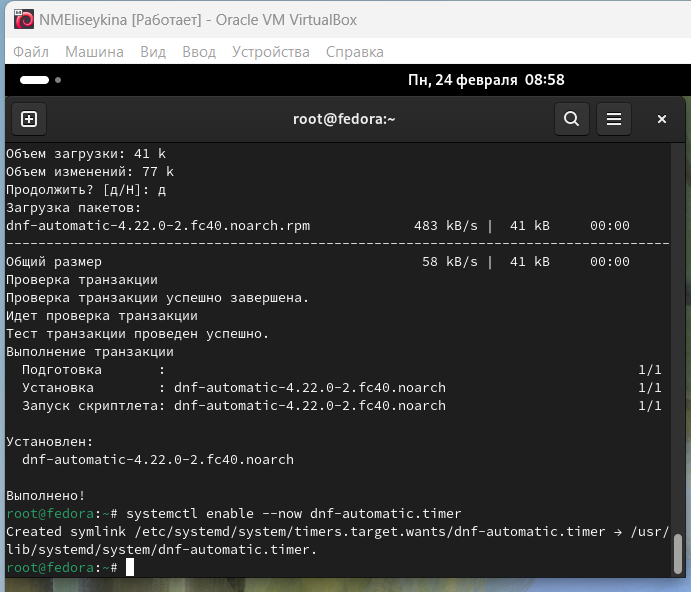 NMEliseykina [Работает] - Oracle VM VirtualBox
Файл Машина Вид Ввод Устройства Справка
Пн, 24 февраля 08:58
root@fedora:~
Объем загрузки: 41 k
Объем изменений: 77 k
Продолжить? [д/Н]: д
Загрузка пакетов:
dnf-automatic-4.22.0-2.fc40.noarch.rpm 483 kB/s | 41 kB 00:00
--------------------------------------------------------------------------------
Общий размер 58 kB/s | 41 kB 00:00
Проверка транзакции
Проверка транзакции успешно завершена.
Идет проверка транзакции
Тест транзакции проведен успешно.
Выполнение транзакции
Подготовка : 1/1
Установка : dnf-automatic-4.22.0-2.fc40.noarch 1/1
Запуск скриптлета: dnf-automatic-4.22.0-2.fc40.noarch 1/1
Установлен:
dnf-automatic-4.22.0-2.fc40.noarch
Выполнено!
root@fedora:~# systemctl enable --now dnf-automatic.timer
Created symlink /etc/systemd/system/timers.target.wants/dnf-automatic.timer → /usr/
lib/systemd/system/dnf-automatic.timer.
root@fedora:~#